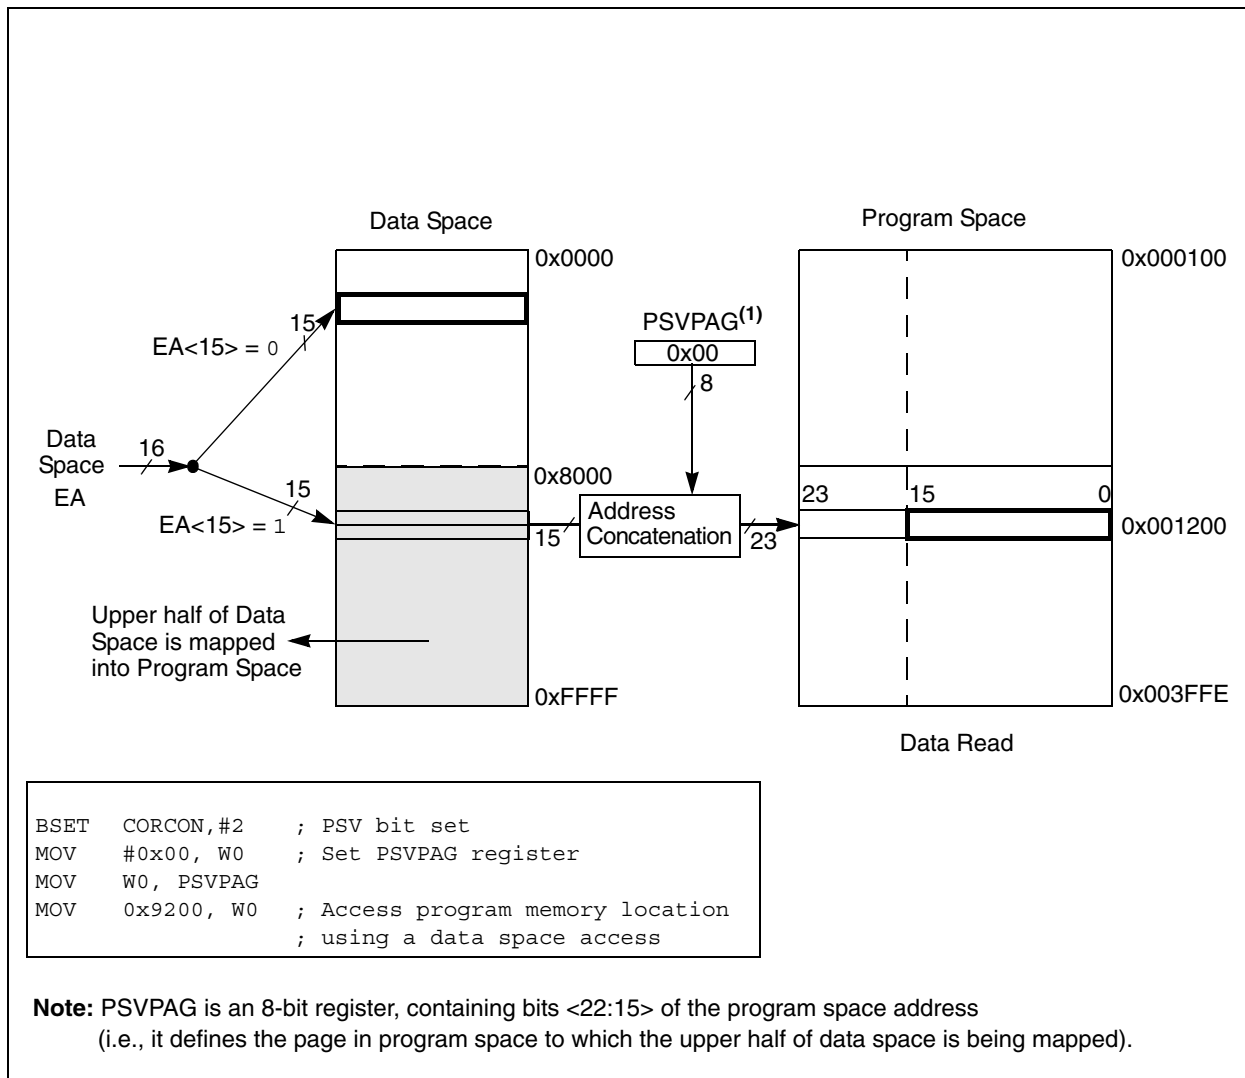 Data Space
Program Space
0x0000
0x000100
15
PSVPAG(1)
EA<15> = 0
0x00
8
Data
Space
EA
16
0x8000
15
23
15
0
EA<15> = 1
15
Address
Concatenation
23
0x001200
Upper half of Data
Space is mapped
into Program Space
0xFFFF
0x003FFE
Data Read
BSET CORCON,#2 ; PSV bit set
MOV #0x00, W0 ; Set PSVPAG register
MOV W0, PSVPAG
MOV 0x9200, W0 ; Access program memory location
; using a data space access
Note: PSVPAG is an 8-bit register, containing bits <22:15> of the program space address
(i.e., it defines the page in program space to which the upper half of data space is being mapped).